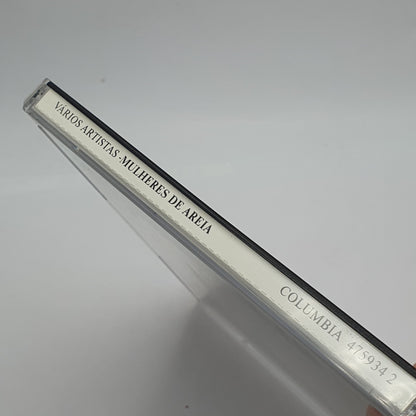 VARIOS ARTISTAS -MULHERES DE AREIA COLUMBIA 475934 2